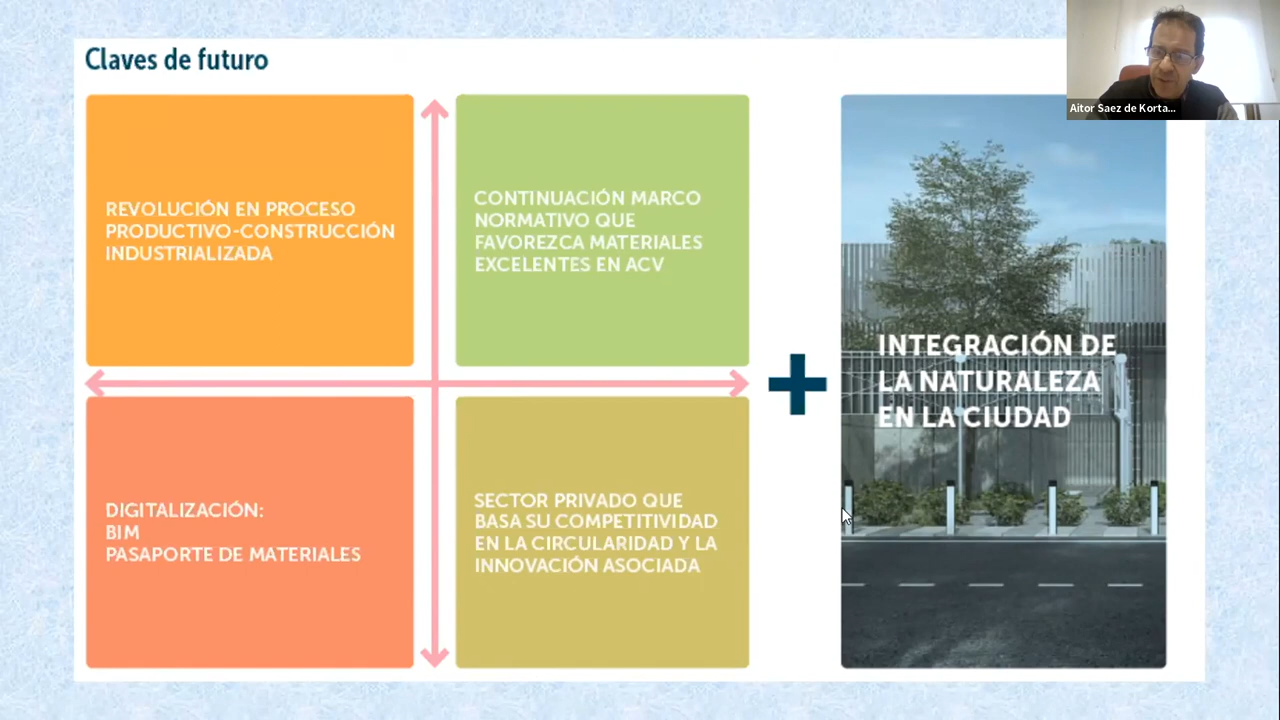 Claves de futuro
Aitor Saez de Korta...
REVOLUCIÓN EN PROCESO
PRODUCTIVO-CONSTRUCCIÓN
INDUSTRIALIZADA
CONTINUACIÓN MARCO
NORMATIVO QUE
FAVOREZCA MATERIALES
EXCELENTES EN ACV
DIGITALIZACIÓN:
BIM
PASAPORTE DE MATERIALES
SECTOR PRIVADO QUE
BASA SU COMPETITIVIDAD
EN LA CIRCULARIDAD Y LA
INNOVACIÓN ASOCIADA
INTEGRACIÓN DE
LA NATURALEZA
EN LA CIUDAD